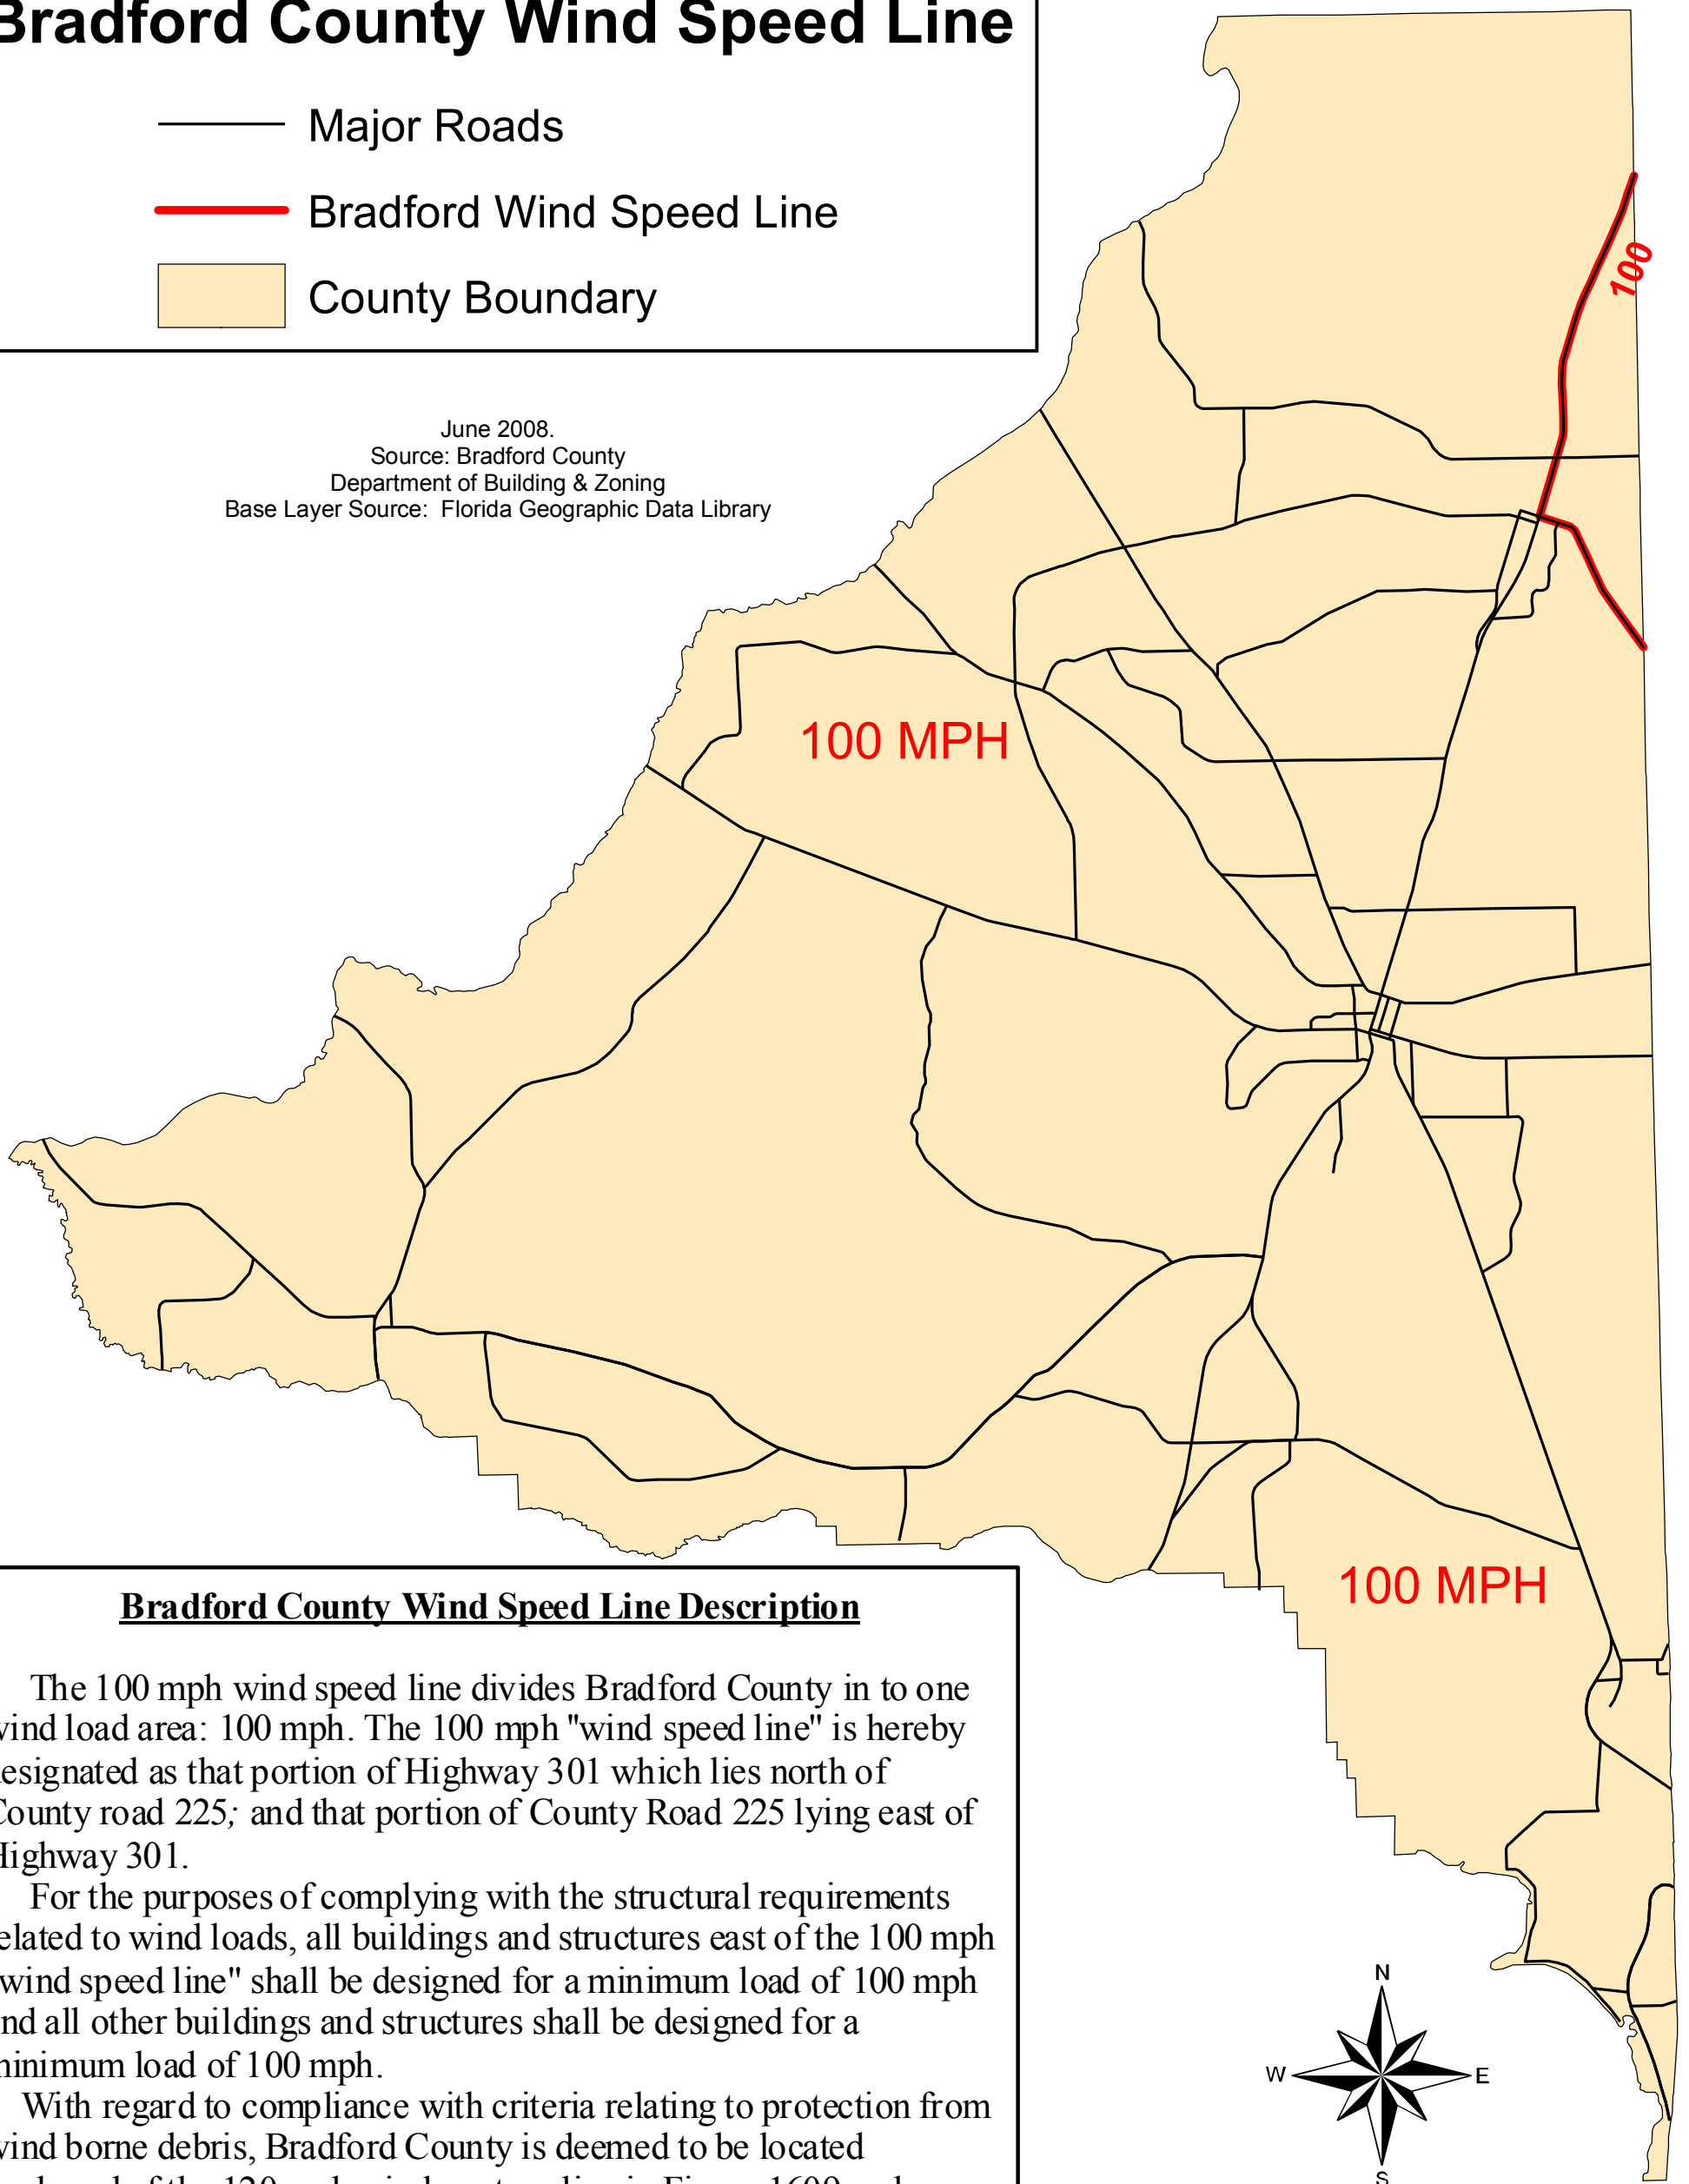 Bradford County Wind Speed Line
Major Roads
Bradford Wind Speed Line
County Boundary
June 2008.
Source: Bradford County
Department of Building & Zoning
Base Layer Source: Florida Geographic Data Library
100
100 MPH
100 MPH
Bradford County Wind Speed Line Description
The 100 mph wind speed line divides Bradford County in to one
wind load area: 100 mph. The 100 mph "wind speed line" is hereby
designated as that portion of Highway 301 which lies north of
County road 225; and that portion of County Road 225 lying east of
Highway 301.
For the purposes of complying with the structural requirements
related to wind loads, all buildings and structures east of the 100 mph
"wind speed line" shall be designed for a minimum load of 100 mph
and all other buildings and structures shall be designed for a
minimum load of 100 mph.
With regard to compliance with criteria relating to protection from
wind borne debris, Bradford County is deemed to be located
N
W
E
S